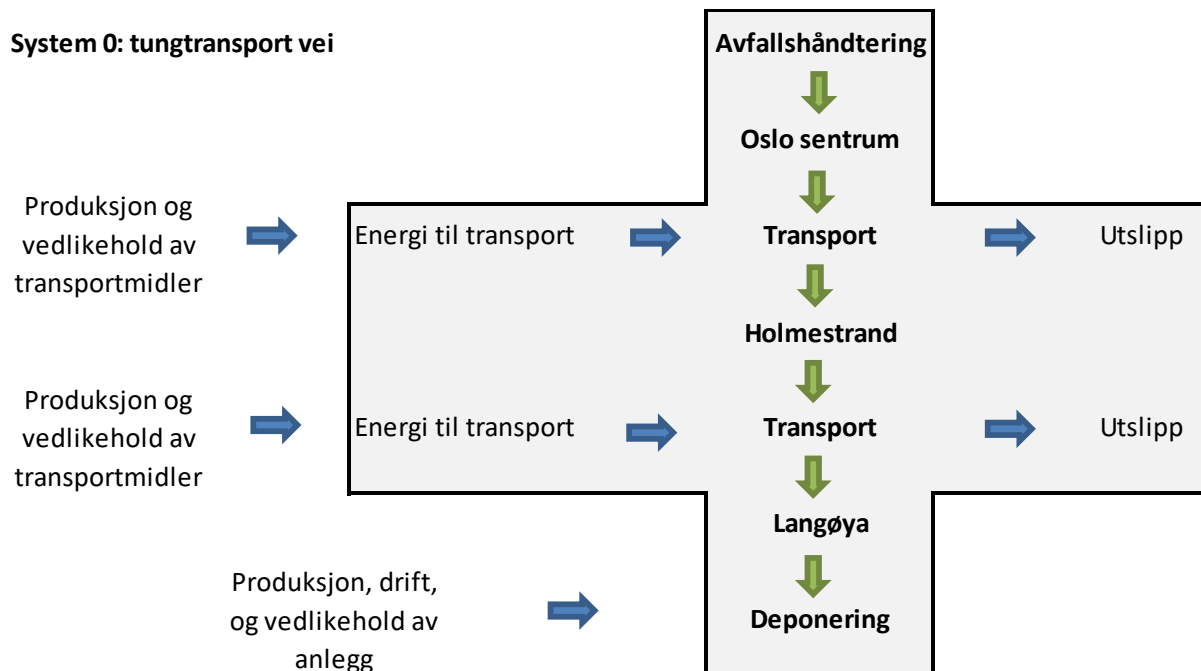 System 0: tungtransport vei
Avfallshåndtering
Oslo sentrum
Produksjon og
vedlikehold av
transportmidler
Energi til transport
Transport
Utslipp
Holmestrand
Produksjon og
vedlikehold av
transportmidler
Energi til transport
Transport
Utslipp
Langøya
Produksjon, drift,
og vedlikehold av
anlegg
Deponering